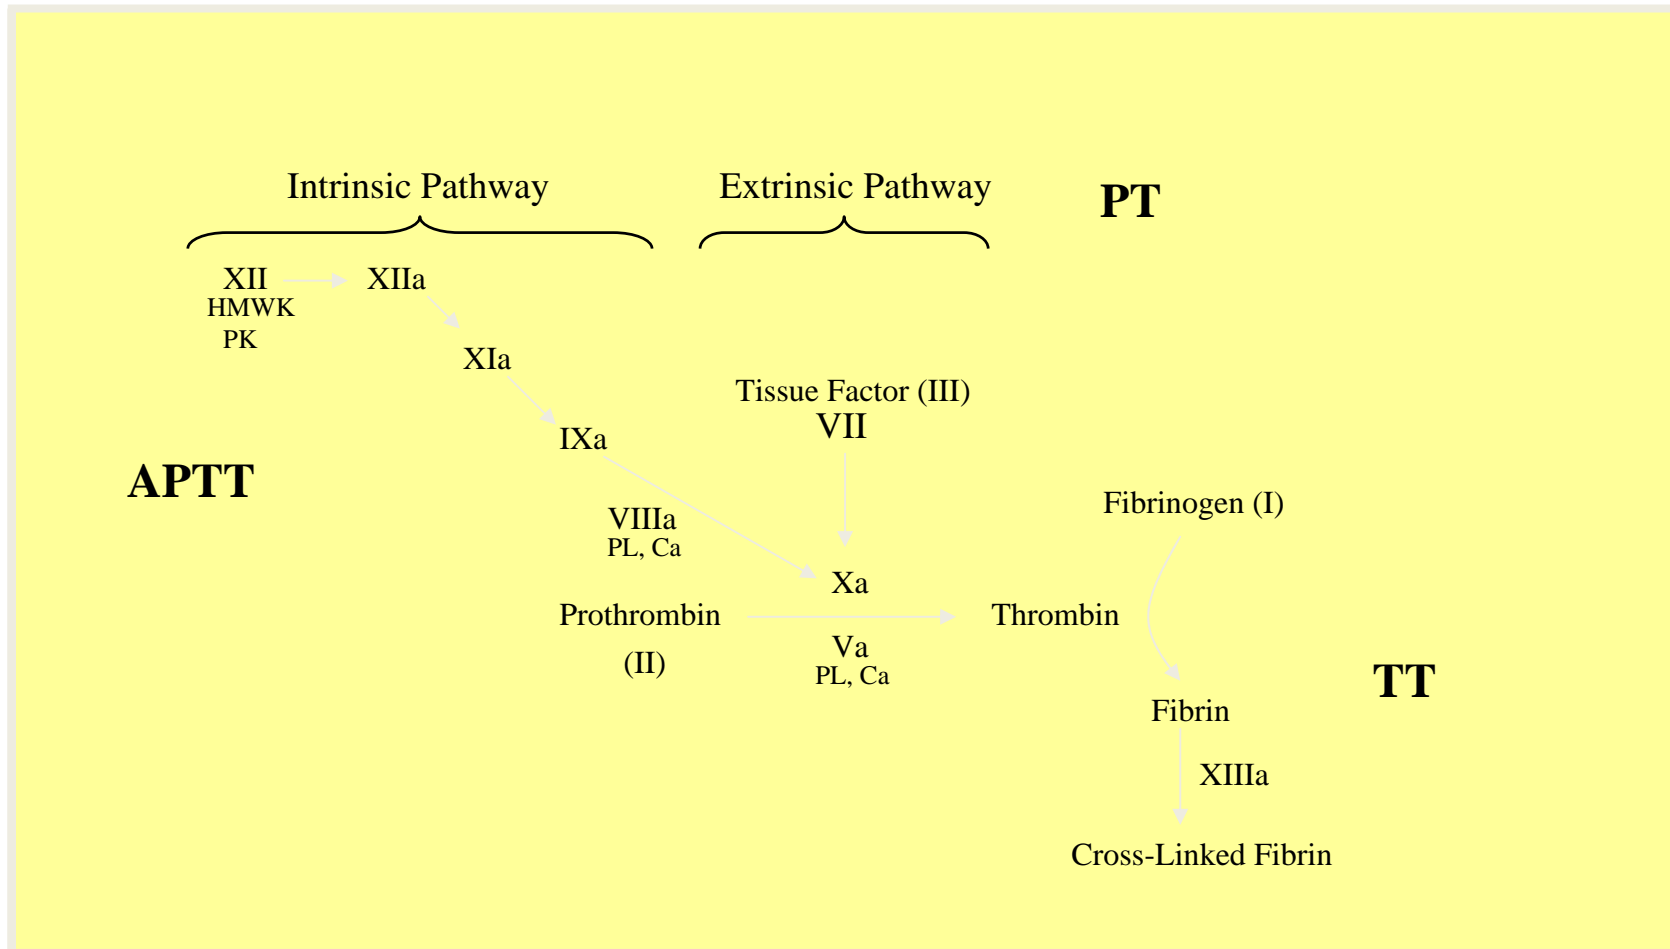 Intrinsic Pathway
Extrinsic Pathway
PT
XII
XIIa
HMWK
PK
XIa
Tissue Factor (III)
VII
IXa
APTT
Fibrinogen (I)
VIIIa
PL, Ca
Xa
Prothrombin
Thrombin
(II)
Va
PL, Ca
TT
Fibrin
XIIIa
Cross-Linked Fibrin